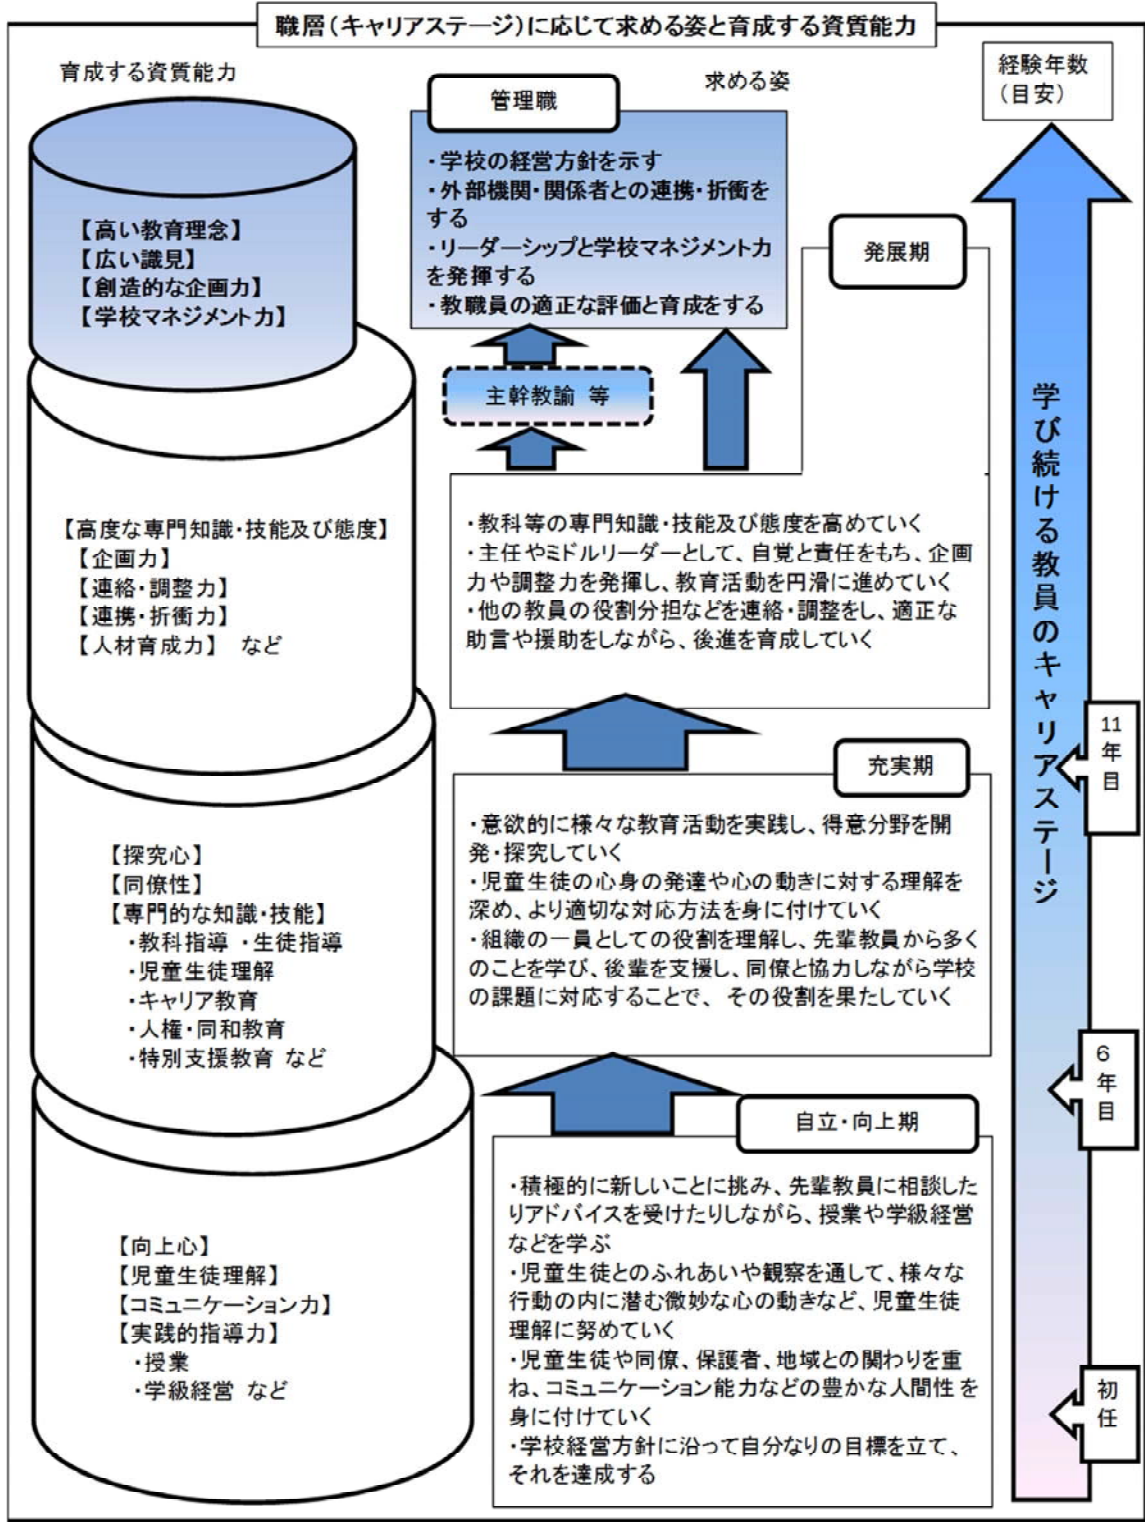 職層(キャリアステージ)に応じて求める姿と育成する資質能力
育成する資質能力
求める姿
経験年数
(目安)
【高い教育理念】
【広い識見】
【創造的な企画力】
【学校マネジメント力】
管理職
・学校の経営方針を示す
・外部機関・関係者との連携・折衝を
する
・リーダーシップと学校マネジメント力
を発揮する
・教職員の適正な評価と育成をする
主幹教諭 等
発展期
【高度な専門知識・技能及び態度】
【企画力】
【連絡・調整力】
【連携・折衝力】
【人材育成力】 など
・教科等の専門知識・技能及び態度を高めていく
・主任やミドルリーダーとして、自覚と責任をもち、企画
力や調整力を発揮し、教育活動を円滑に進めていく
・他の教員の役割分担などを連絡・調整をし、適正な
助言や援助をしながら、後進を育成していく
充実期
【探究心】
【同僚性】
【専門的な知識・技能】
・教科指導 ・生徒指導
・児童生徒理解
・キャリア教育
・人権・同和教育
・特別支援教育 など
・意欲的に様々な教育活動を実践し、得意分野を開
発・探究していく
・児童生徒の心身の発達や心の動きに対する理解を
深め、より適切な対応方法を身に付けていく
・組織の一員としての役割を理解し、先輩教員から多く
のことを学び、後輩を支援し、同僚と協力しながら学校
の課題に対応することで、その役割を果たしていく
自立・向上期
【向上心】
【児童生徒理解】
【コミュニケーション力】
【実践的指導力】
・授業
・学級経営 など
・積極的に新しいことに挑み、先輩教員に相談した
りアドバイスを受けたりしながら、授業や学級経営
などを学ぶ
・児童生徒とのふれあいや観察を通して、様々な
行動の内に潜む微妙な心の動きなど、児童生徒
理解に努めていく
・児童生徒や同僚、保護者、地域との関わりを重
ね、コミュニケーション能力などの豊かな人間性を
身に付けていく
・学校経営方針に沿って自分なりの目標を立て、
それを達成する
学び続ける教員のキャリアステージ
11年目
6年目
初任